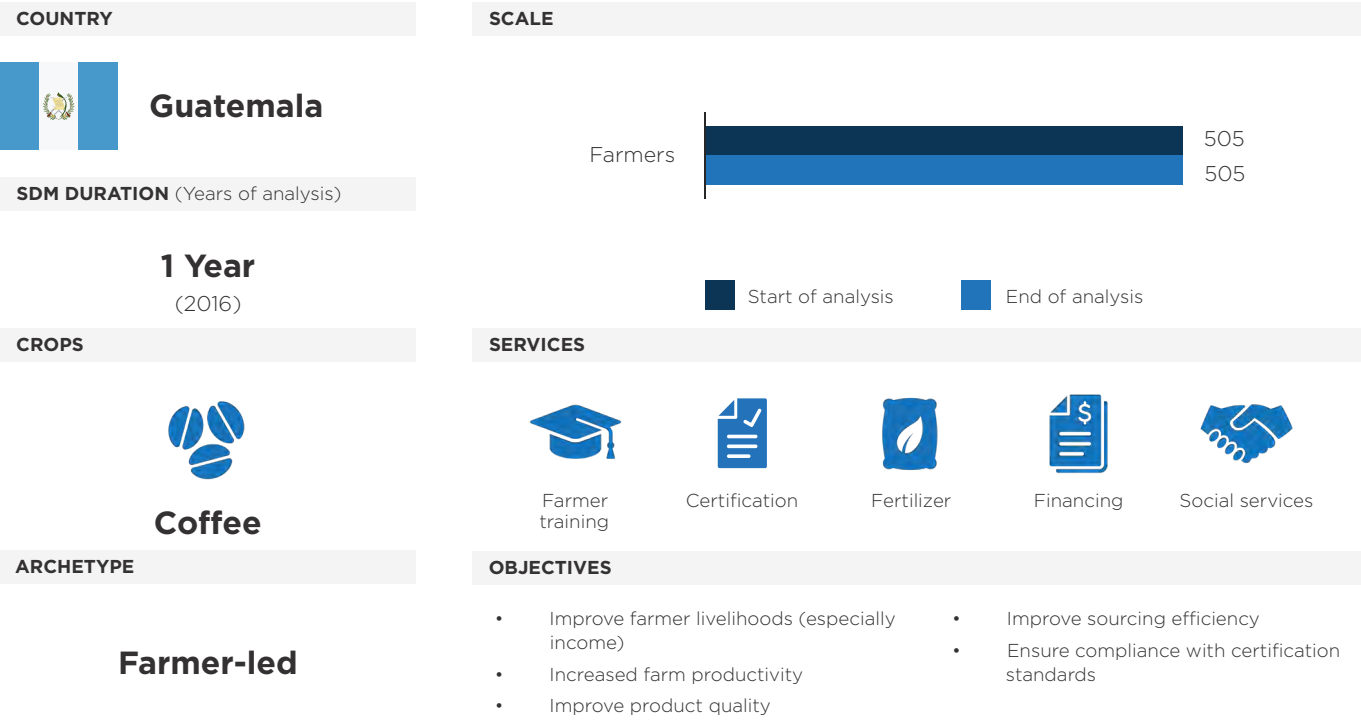 COUNTRY
Guatemala
SDM DURATION (Years of analysis)
1 Year
(2016)
CROPS
Coffee
ARCHETYPE
Farmer-led
SCALE
Farmers
505
505
Start of analysis
End of analysis
SERVICES
Farmer
training
Certification
Fertilizer
Financing
Social services
OBJECTIVES
• Improve farmer livelihoods (especially
income)
• Increased farm productivity
• Improve product quality
• Improve sourcing efficiency
• Ensure compliance with certification
standards